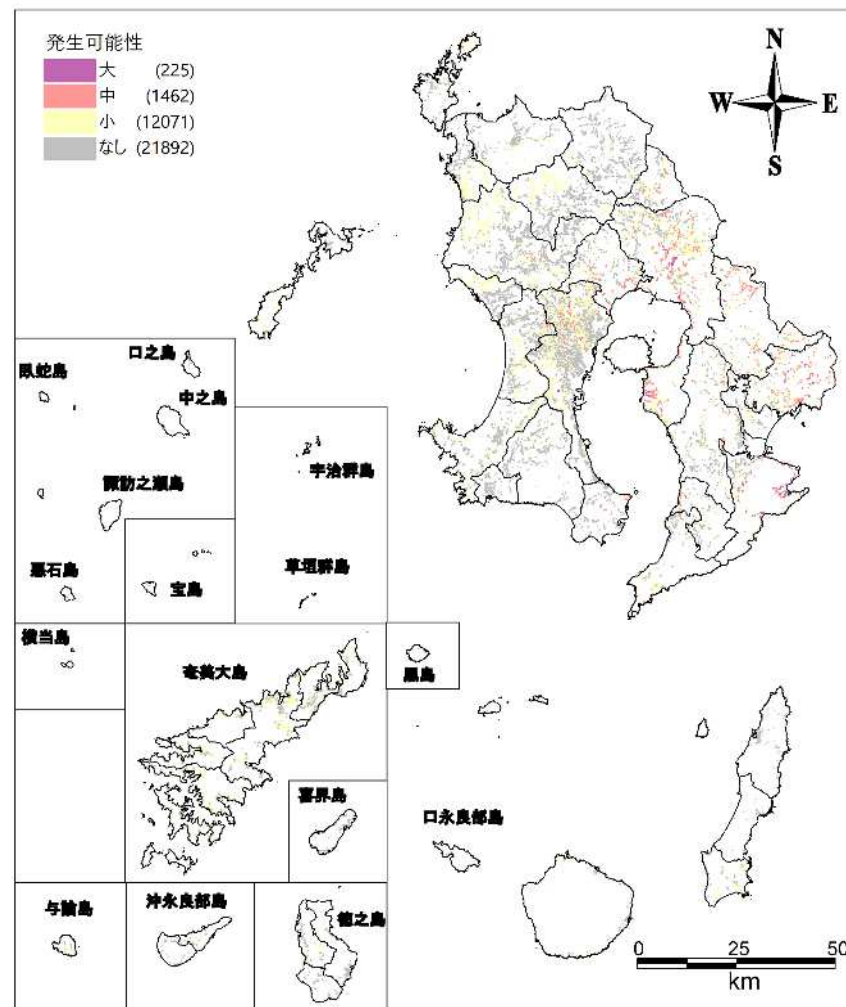 発生可能性
大 (225)
中 (1462)
小 (12071)
なし (21892)
N
W E
S
口之島
臥蛇島
中之島
宇治群島
諏訪之瀬島
悪石島
宝島
草垣群島
横当島
奄美大島
黒島
喜界島
口永良部島
与論島
沖永良部島
徳之島
0 25 50
km